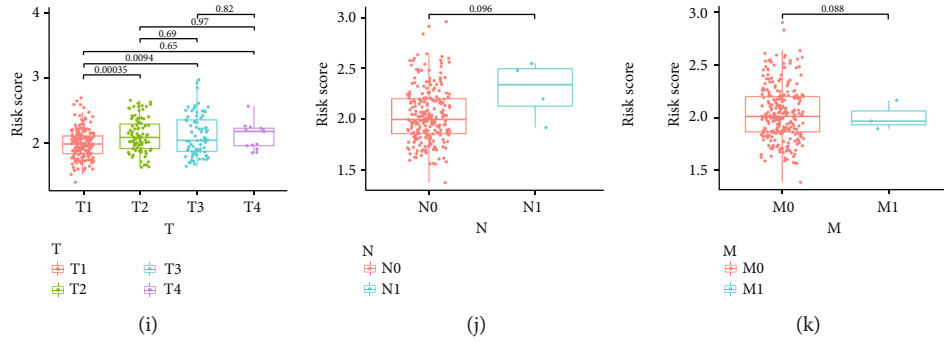 0.82
0.97
0.69
0.65
0.0094
0.00035
4
3
2
Risk score
T1 T2 T3 T4
T
T
T1 T3
T2 T4
(i)
0.096
3.0
2.5
2.0
1.5
Risk score
N0 N1
N
N
N0
N1
(j)
0.088
3.0
2.5
2.0
1.5
Risk score
Risk score
M0 M1
M
M
M0
M1
(k)